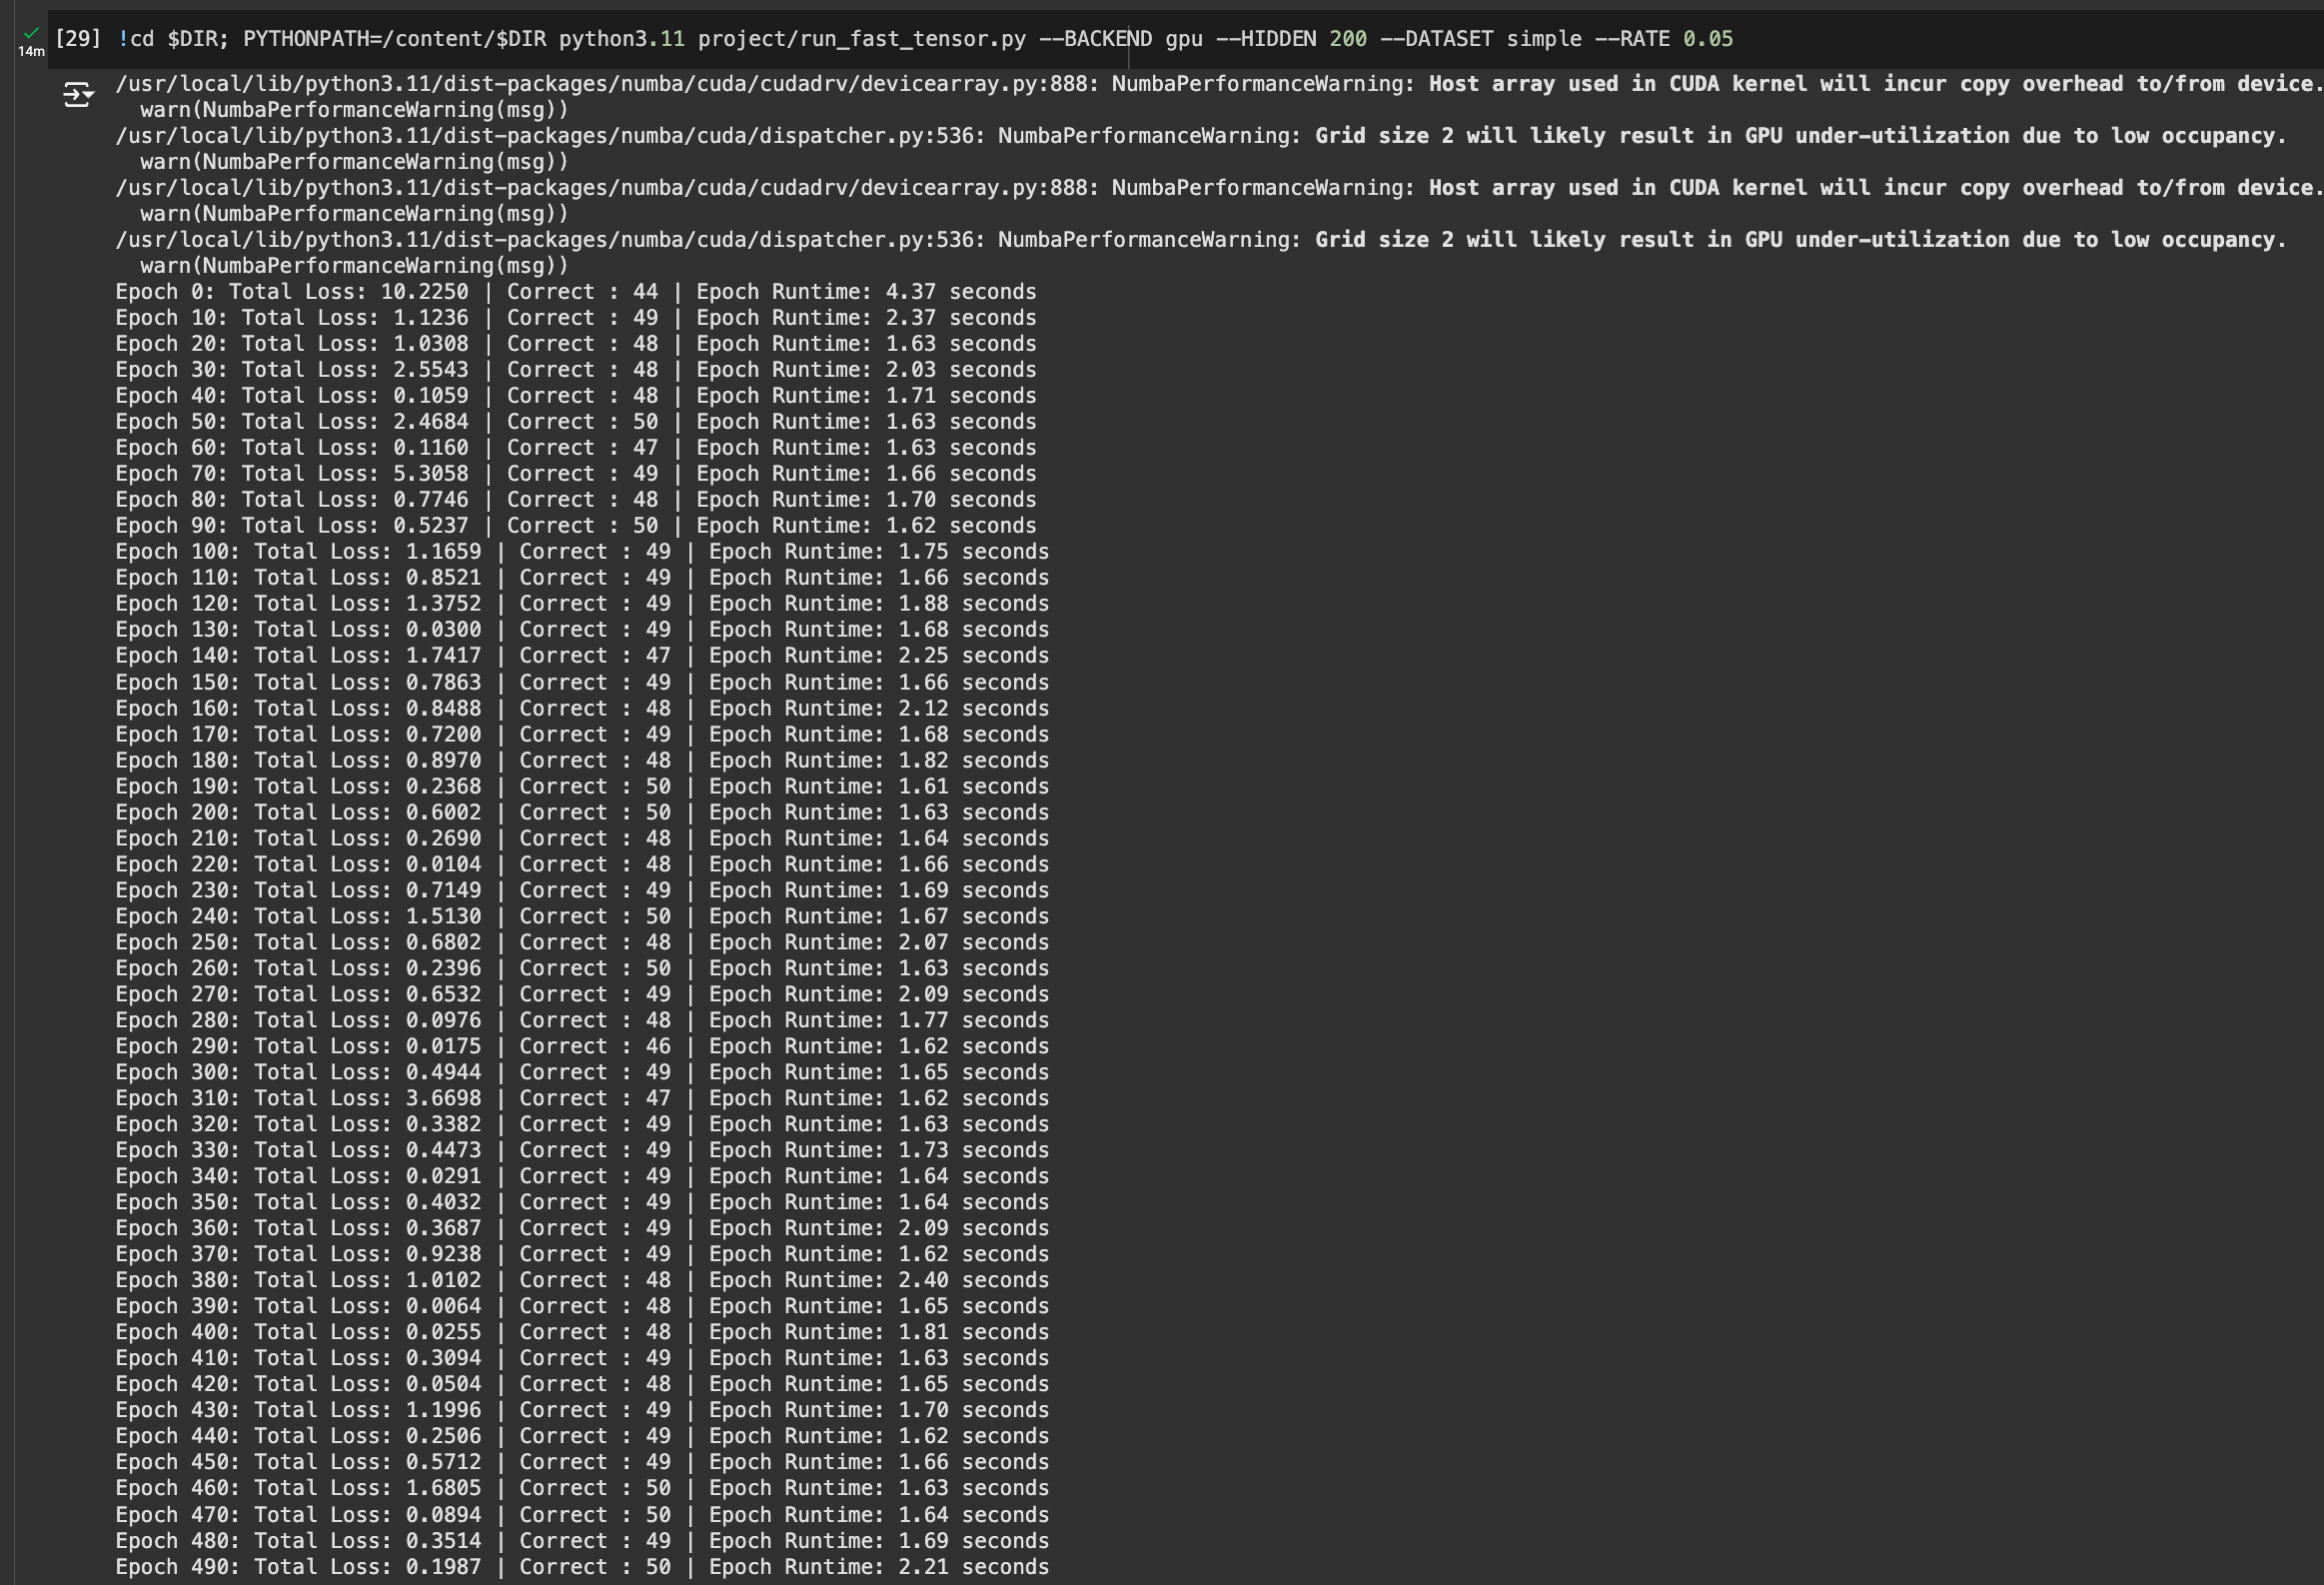 [29] !cd $DIR; PYTHONPATH=/content/$DIR python3.11 project/run_fast_tensor.py --BACKEND gpu --HIDDEN 200 --DATASET simple --RATE 0.05
14m
/usr/local/lib/python3.11/dist-packages/numba/cuda/cudadrv/devicearray.py:888: NumbaPerformanceWarning: Host array used in CUDA kernel will incur copy overhead to/from device.
warn(NumbaPerformanceWarning(msg))
/usr/local/lib/python3.11/dist-packages/numba/cuda/dispatcher.py:536: NumbaPerformanceWarning: Grid size 2 will likely result in GPU under-utilization due to low occupancy.
warn(NumbaPerformanceWarning(msg))
/usr/local/lib/python3.11/dist-packages/numba/cuda/cudadrv/devicearray.py:888: NumbaPerformanceWarning: Host array used in CUDA kernel will incur copy overhead to/from device.
warn(NumbaPerformanceWarning(msg))
/usr/local/lib/python3.11/dist-packages/numba/cuda/dispatcher.py:536: NumbaPerformanceWarning: Grid size 2 will likely result in GPU under-utilization due to low occupancy.
warn(NumbaPerformanceWarning(msg))
Epoch 0: Total Loss: 10.2250 | Correct : 44 | Epoch Runtime: 4.37 seconds
Epoch 10: Total Loss: 1.1236 | Correct : 49 | Epoch Runtime: 2.37 seconds
Epoch 20: Total Loss: 1.0308 | Correct : 48 | Epoch Runtime: 1.63 seconds
Epoch 30: Total Loss: 2.5543 | Correct : 48 | Epoch Runtime: 2.03 seconds
Epoch 40: Total Loss: 0.1059 | Correct : 48 | Epoch Runtime: 1.71 seconds
Epoch 50: Total Loss: 2.4684 | Correct : 50 | Epoch Runtime: 1.63 seconds
Epoch 60: Total Loss: 0.1160 | Correct : 47 | Epoch Runtime: 1.63 seconds
Epoch 70: Total Loss: 5.3058 | Correct : 49 | Epoch Runtime: 1.66 seconds
Epoch 80: Total Loss: 0.7746 | Correct : 48 | Epoch Runtime: 1.70 seconds
Epoch 90: Total Loss: 0.5237 | Correct : 50 | Epoch Runtime: 1.62 seconds
Epoch 100: Total Loss: 1.1659 | Correct : 49 | Epoch Runtime: 1.75 seconds
Epoch 110: Total Loss: 0.8521 | Correct : 49 | Epoch Runtime: 1.66 seconds
Epoch 120: Total Loss: 1.3752 | Correct : 49 | Epoch Runtime: 1.88 seconds
Epoch 130: Total Loss: 0.0300 | Correct : 49 | Epoch Runtime: 1.68 seconds
Epoch 140: Total Loss: 1.7417 | Correct : 47 | Epoch Runtime: 2.25 seconds
Epoch 150: Total Loss: 0.7863 | Correct : 49 | Epoch Runtime: 1.66 seconds
Epoch 160: Total Loss: 0.8488 | Correct : 48 | Epoch Runtime: 2.12 seconds
Epoch 170: Total Loss: 0.7200 | Correct : 49 | Epoch Runtime: 1.68 seconds
Epoch 180: Total Loss: 0.8970 | Correct : 48 | Epoch Runtime: 1.82 seconds
Epoch 190: Total Loss: 0.2368 | Correct : 50 | Epoch Runtime: 1.61 seconds
Epoch 200: Total Loss: 0.6002 | Correct : 50 | Epoch Runtime: 1.63 seconds
Epoch 210: Total Loss: 0.2690 | Correct : 48 | Epoch Runtime: 1.64 seconds
Epoch 220: Total Loss: 0.0104 | Correct : 48 | Epoch Runtime: 1.66 seconds
Epoch 230: Total Loss: 0.7149 | Correct : 49 | Epoch Runtime: 1.69 seconds
Epoch 240: Total Loss: 1.5130 | Correct : 50 | Epoch Runtime: 1.67 seconds
Epoch 250: Total Loss: 0.6802 | Correct : 48 | Epoch Runtime: 2.07 seconds
Epoch 260: Total Loss: 0.2396 | Correct : 50 | Epoch Runtime: 1.63 seconds
Epoch 270: Total Loss: 0.6532 | Correct : 49 | Epoch Runtime: 2.09 seconds
Epoch 280: Total Loss: 0.0976 | Correct : 48 | Epoch Runtime: 1.77 seconds
Epoch 290: Total Loss: 0.0175 | Correct : 46 | Epoch Runtime: 1.62 seconds
Epoch 300: Total Loss: 0.4944 | Correct : 49 | Epoch Runtime: 1.65 seconds
Epoch 310: Total Loss: 3.6698 | Correct : 47 | Epoch Runtime: 1.62 seconds
Epoch 320: Total Loss: 0.3382 | Correct : 49 | Epoch Runtime: 1.63 seconds
Epoch 330: Total Loss: 0.4473 | Correct : 49 | Epoch Runtime: 1.73 seconds
Epoch 340: Total Loss: 0.0291 | Correct : 49 | Epoch Runtime: 1.64 seconds
Epoch 350: Total Loss: 0.4032 | Correct : 49 | Epoch Runtime: 1.64 seconds
Epoch 360: Total Loss: 0.3687 | Correct : 49 | Epoch Runtime: 2.09 seconds
Epoch 370: Total Loss: 0.9238 | Correct : 49 | Epoch Runtime: 1.62 seconds
Epoch 380: Total Loss: 1.0102 | Correct : 48 | Epoch Runtime: 2.40 seconds
Epoch 390: Total Loss: 0.0064 | Correct : 48 | Epoch Runtime: 1.65 seconds
Epoch 400: Total Loss: 0.0255 | Correct : 48 | Epoch Runtime: 1.81 seconds
Epoch 410: Total Loss: 0.3094 | Correct : 49 | Epoch Runtime: 1.63 seconds
Epoch 420: Total Loss: 0.0504 | Correct : 48 | Epoch Runtime: 1.65 seconds
Epoch 430: Total Loss: 1.1996 | Correct : 49 | Epoch Runtime: 1.70 seconds
Epoch 440: Total Loss: 0.2506 | Correct : 49 | Epoch Runtime: 1.62 seconds
Epoch 450: Total Loss: 0.5712 | Correct : 49 | Epoch Runtime: 1.66 seconds
Epoch 460: Total Loss: 1.6805 | Correct : 50 | Epoch Runtime: 1.63 seconds
Epoch 470: Total Loss: 0.0894 | Correct : 50 | Epoch Runtime: 1.64 seconds
Epoch 480: Total Loss: 0.3514 | Correct : 49 | Epoch Runtime: 1.69 seconds
Epoch 490: Total Loss: 0.1987 | Correct : 50 | Epoch Runtime: 2.21 seconds